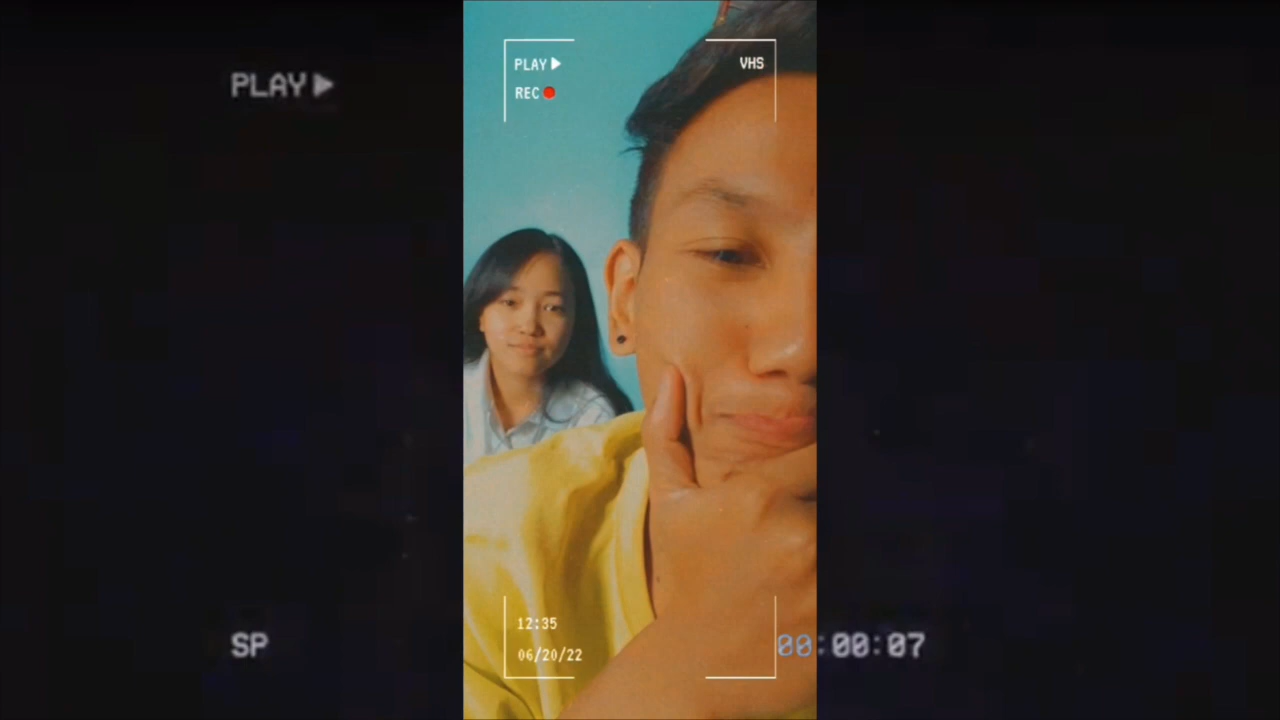 PLAY▶
PLAY▶
VHS
REC
12:35
06/20/22
SP
00:00:07